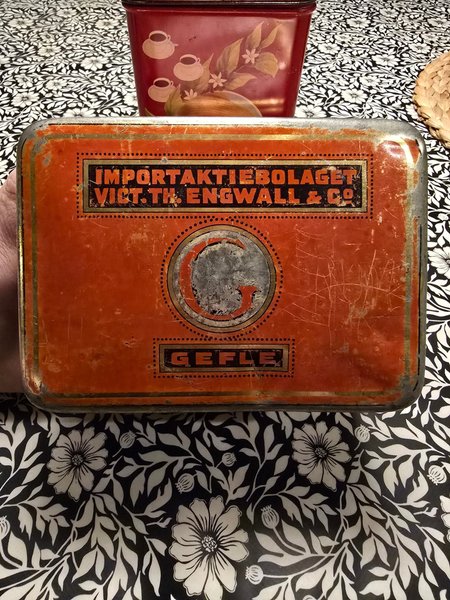 IMPORTAKTIEBOLAGET
VICT. TH. ENGWALL & Cº
G
GEFLE